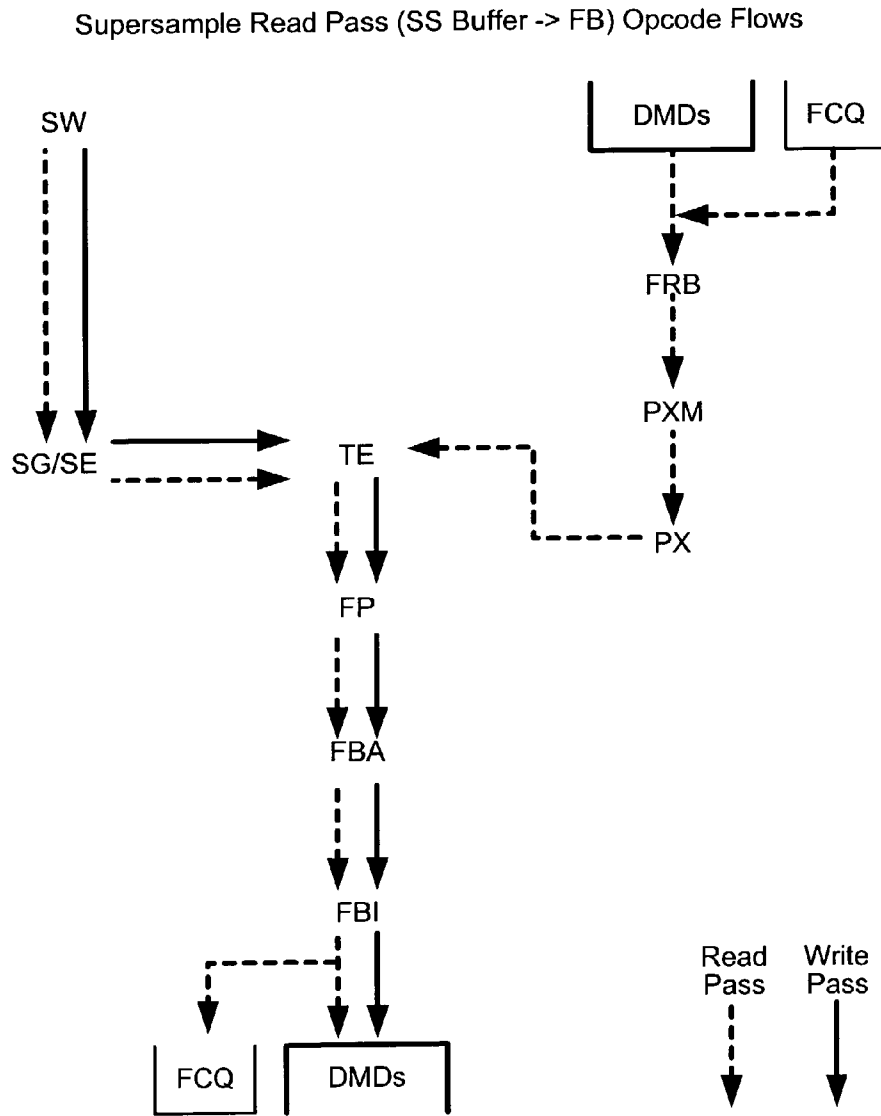 Supersample Read Pass (SS Buffer -> FB) Opcode Flows
SW
DMDs
FCQ
FRB
PXM
SG/SE
TE
PX
FP
FBA
FBI
Read
Pass
Write
Pass
FCQ
DMDs